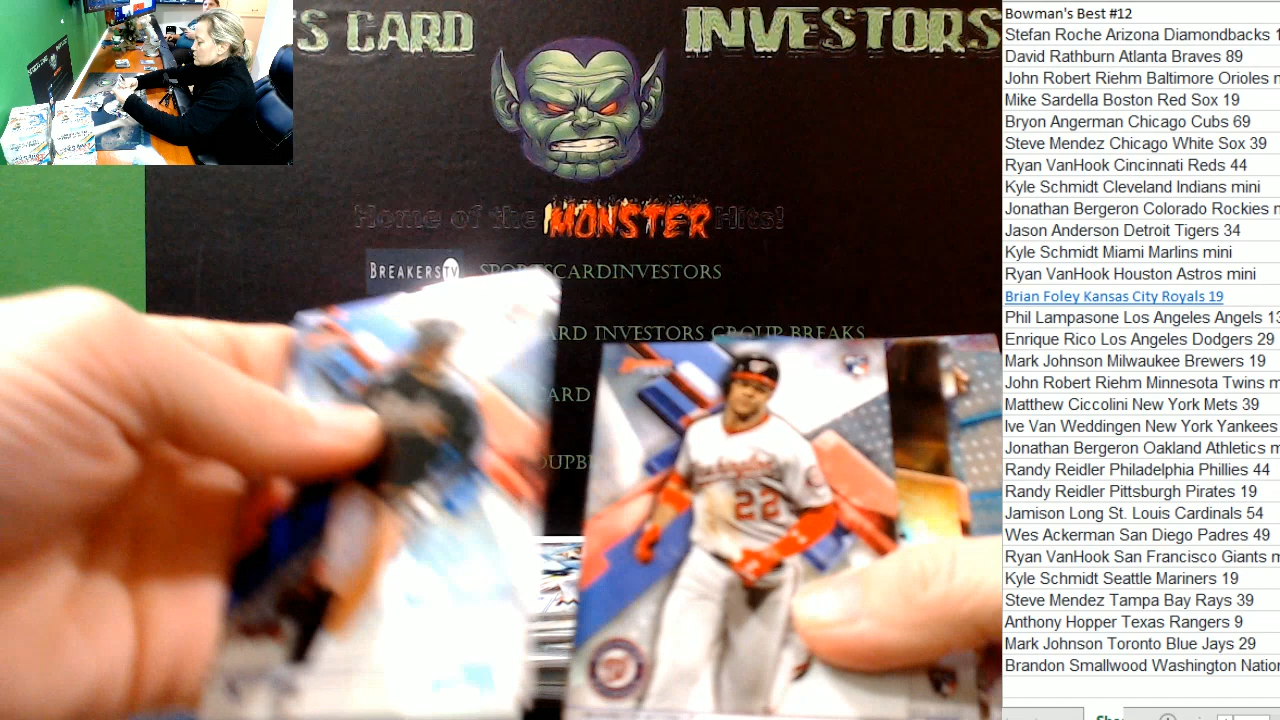 S CARD INVESTORS
Home of the MONSTER Hits!
BREAKERSTV SPORTSCARDINVESTORS
ARD INVESTORS GROUP BREAKS
ARD
OUPB
22
Bowman's Best #12
Stefan Roche Arizona Diamondbacks 1
David Rathburn Atlanta Braves 89
John Robert Riehm Baltimore Orioles m
Mike Sardella Boston Red Sox 19
Bryon Angerman Chicago Cubs 69
Steve Mendez Chicago White Sox 39
Ryan VanHook Cincinnati Reds 44
Kyle Schmidt Cleveland Indians mini
Jonathan Bergeron Colorado Rockies m
Jason Anderson Detroit Tigers 34
Kyle Schmidt Miami Marlins mini
Ryan VanHook Houston Astros mini
Brian Foley Kansas City Royals 19
Phil Lampasone Los Angeles Angels 13
Enrique Rico Los Angeles Dodgers 29
Mark Johnson Milwaukee Brewers 19
John Robert Riehm Minnesota Twins m
Matthew Ciccolini New York Mets 39
Ive Van Weddingen New York Yankees
Jonathan Bergeron Oakland Athletics m
Randy Reidler Philadelphia Phillies 44
Randy Reidler Pittsburgh Pirates 19
Jamison Long St. Louis Cardinals 54
Wes Ackerman San Diego Padres 49
Ryan VanHook San Francisco Giants m
Kyle Schmidt Seattle Mariners 19
Steve Mendez Tampa Bay Rays 39
Anthony Hopper Texas Rangers 9
Mark Johnson Toronto Blue Jays 29
Brandon Smallwood Washington Natio